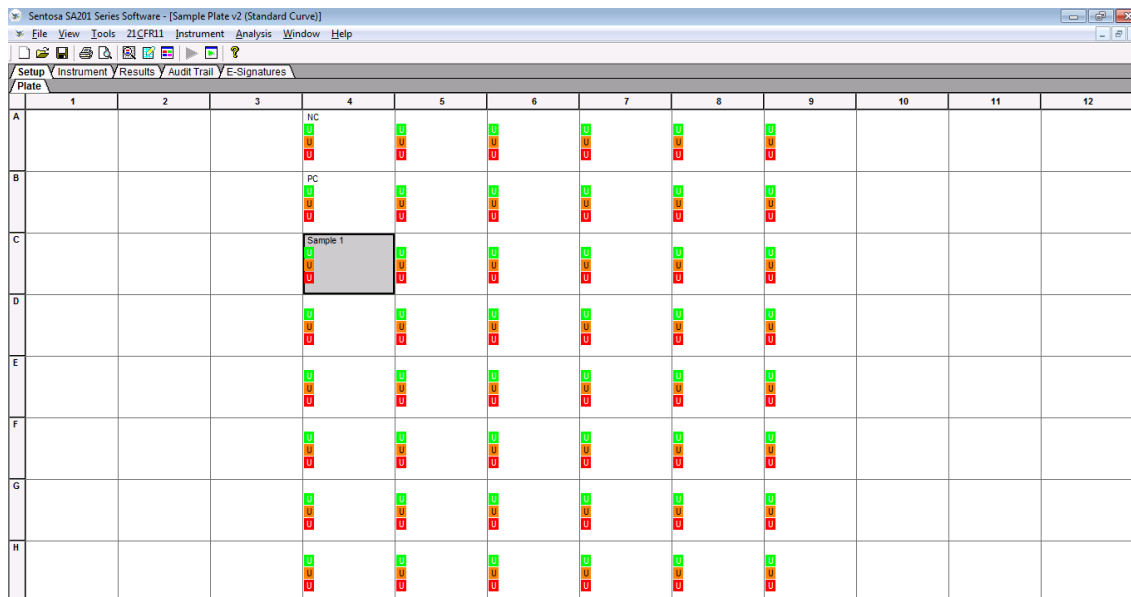 Sentosa SA201 Series Software - [Sample Plate v2 (Standard Curve)]
File View Tools 21CFR11 Instrument Analysis Window Help
Setup Instrument Results Audit Trail E-Signatures
Plate
1 2 3 4 5 6 7 8 9 10 11 12
A NC
U U U U U U
U U U U U U
U U U U U U
B PC
U U U U U U
U U U U U U
U U U U U U
C Sample 1
U U U U U U
U U U U U U
U U U U U U
D
U U U U U U
U U U U U U
U U U U U U
E
U U U U U U
U U U U U U
U U U U U U
F
U U U U U U
U U U U U U
U U U U U U
G
U U U U U U
U U U U U U
U U U U U U
H
U U U U U U
U U U U U U
U U U U U U